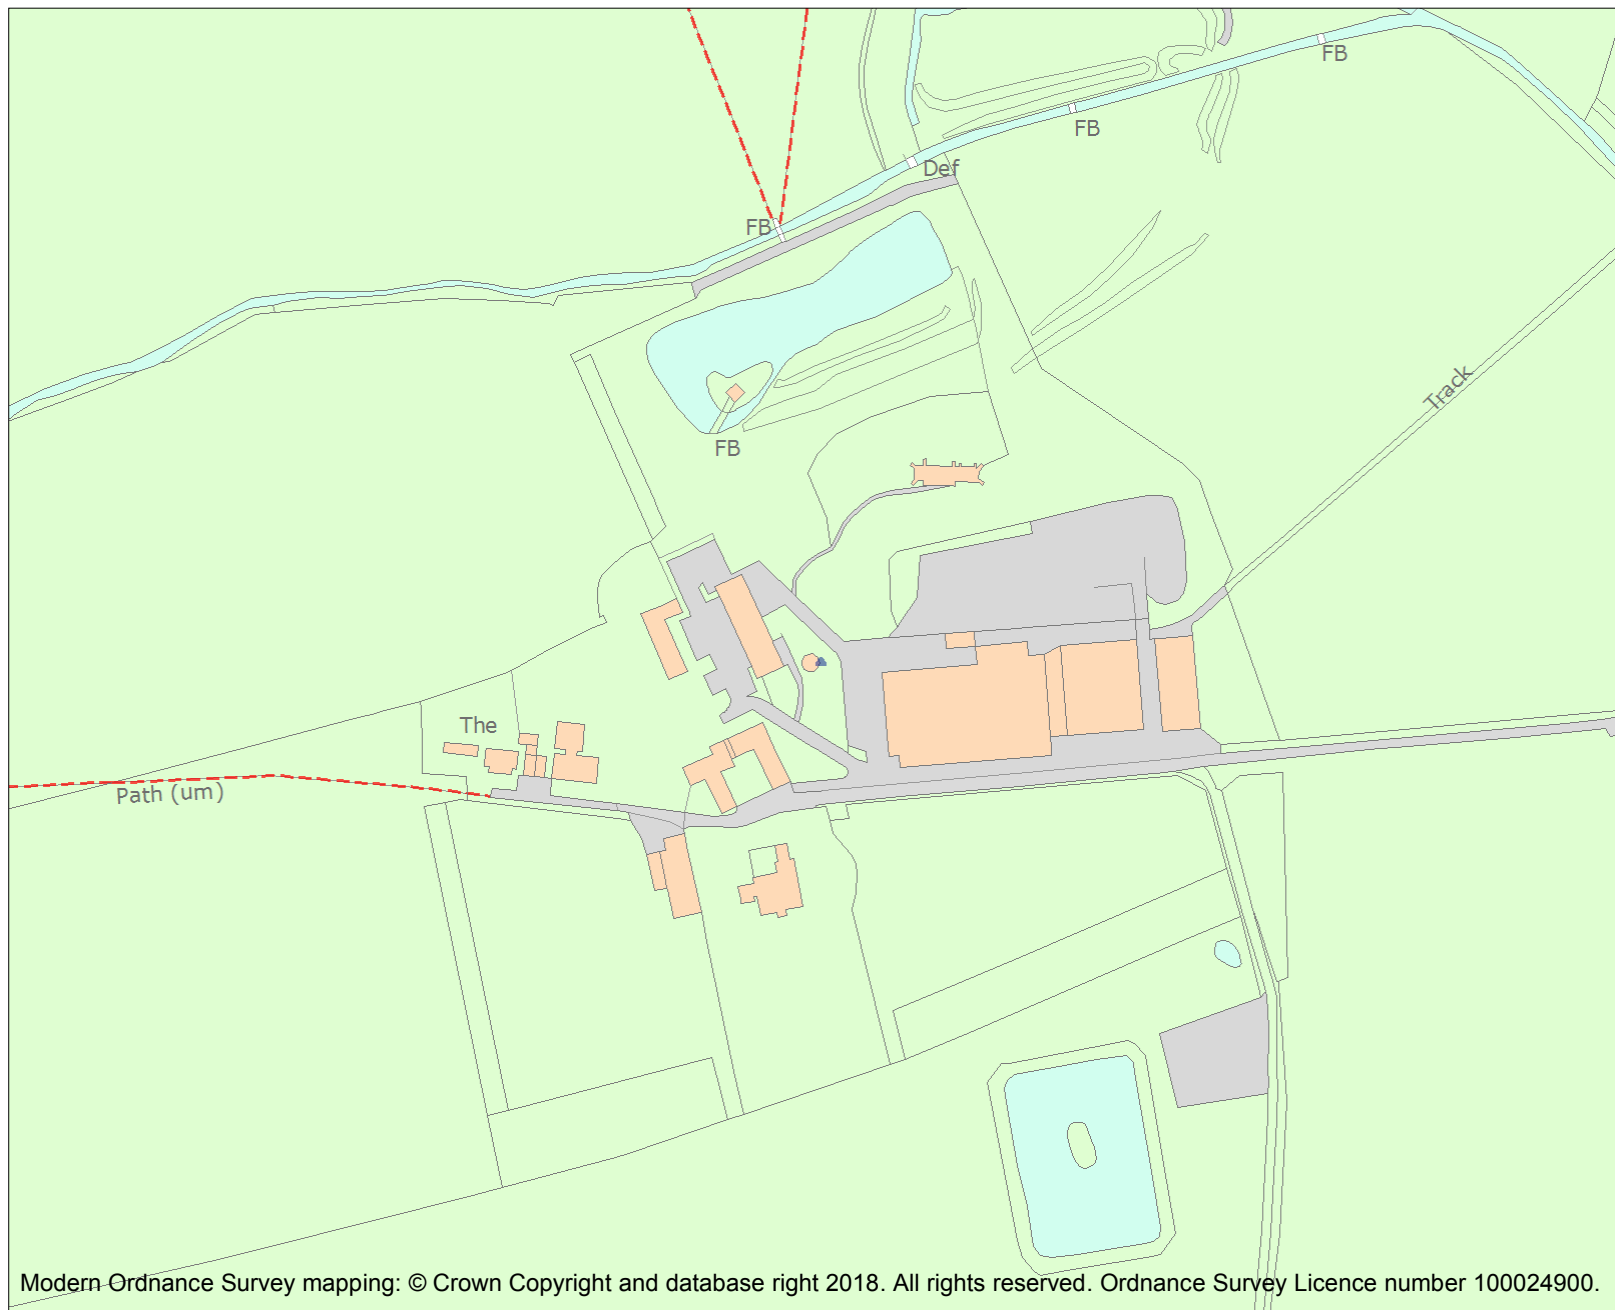 FB
FB
Def
FB
Track
FB
The
Path (um)
Modern Ordnance Survey mapping: © Crown Copyright and database right 2018. All rights reserved. Ordnance Survey Licence number 100024900.